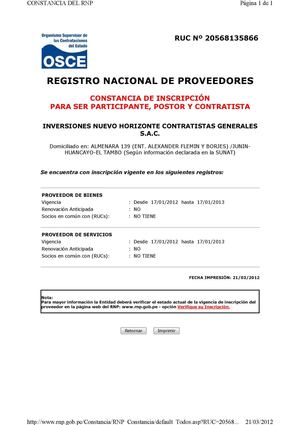 CONSTANCIA DEL RNP Página 1 de 1
Organismo Supervisor de
las Contrataciones
del Estado
OSCE
RUC Nº 20568135866
REGISTRO NACIONAL DE PROVEEDORES
CONSTANCIA DE INSCRIPCIÓN
PARA SER PARTICIPANTE, POSTOR Y CONTRATISTA
INVERSIONES NUEVO HORIZONTE CONTRATISTAS GENERALES
S.A.C.
Domiciliado en: ALMENARA 139 (ENT. ALEXANDER FLEMIN Y BORJES) /JUNIN-
HUANCAYO-EL TAMBO (Según información declarada en la SUNAT)
Se encuentra con inscripción vigente en los siguientes registros:
PROVEEDOR DE BIENES
Vigencia : Desde 17/01/2012 hasta 17/01/2013
Renovación Anticipada : NO
Socios en común con (RUCs): : NO TIENE
PROVEEDOR DE SERVICIOS
Vigencia : Desde 17/01/2012 hasta 17/01/2013
Renovación Anticipada : NO
Socios en común con (RUCs): : NO TIENE
FECHA IMPRESIÓN: 21/03/2012
Nota:
Para mayor información la Entidad deberá verificar el estado actual de la vigencia de inscripción del
proveedor en la página web del RNP: www.rnp.gob.pe - opción Verifique su Inscripción.
Retornar Imprimir
http://www.rnp.gob.pe/Constancia/RNP_Constancia/default_Todos.asp?RUC=20568... 21/03/2012